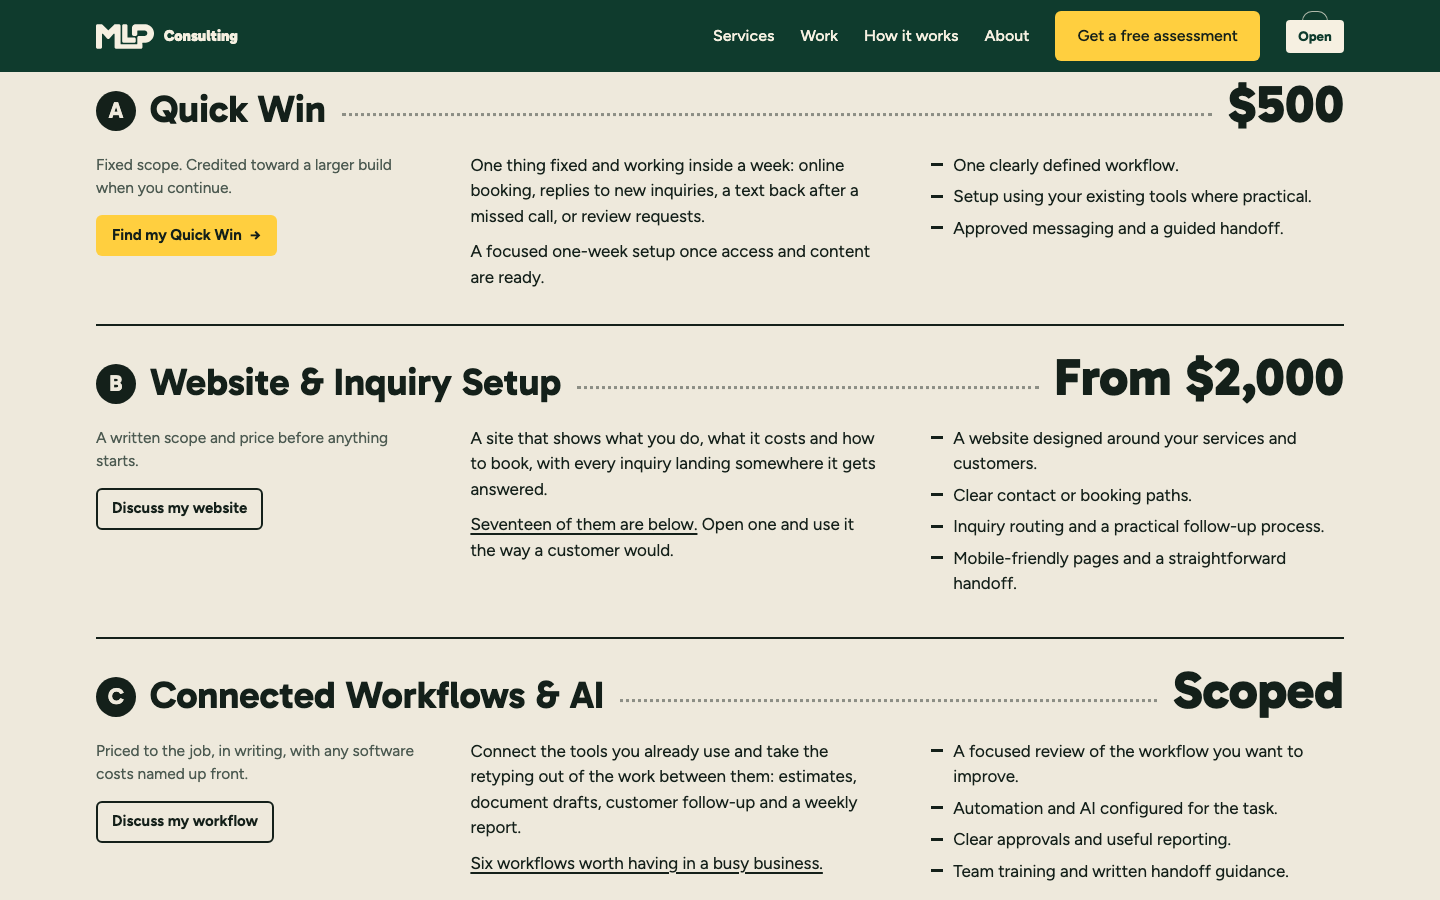 MLP Consulting
Services
Work
How it works
About
Get a free assessment
Open
A Quick Win
$500
Fixed scope. Credited toward a larger build
when you continue.
Find my Quick Win →
One thing fixed and working inside a week: online
booking, replies to new inquiries, a text back after a
missed call, or review requests.
A focused one-week setup once access and content
are ready.
One clearly defined workflow.
Setup using your existing tools where practical.
Approved messaging and a guided handoff.
B Website & Inquiry Setup
From $2,000
A written scope and price before anything
starts.
Discuss my website
A site that shows what you do, what it costs and how
to book, with every inquiry landing somewhere it gets
answered.
Seventeen of them are below. Open one and use it
the way a customer would.
A website designed around your services and
customers.
Clear contact or booking paths.
Inquiry routing and a practical follow-up process.
Mobile-friendly pages and a straightforward
handoff.
C Connected Workflows & AI
Scoped
Priced to the job, in writing, with any software
costs named up front.
Discuss my workflow
Connect the tools you already use and take the
retyping out of the work between them: estimates,
document drafts, customer follow-up and a weekly
report.
Six workflows worth having in a busy business.
A focused review of the workflow you want to
improve.
Automation and AI configured for the task.
Clear approvals and useful reporting.
Team training and written handoff guidance.